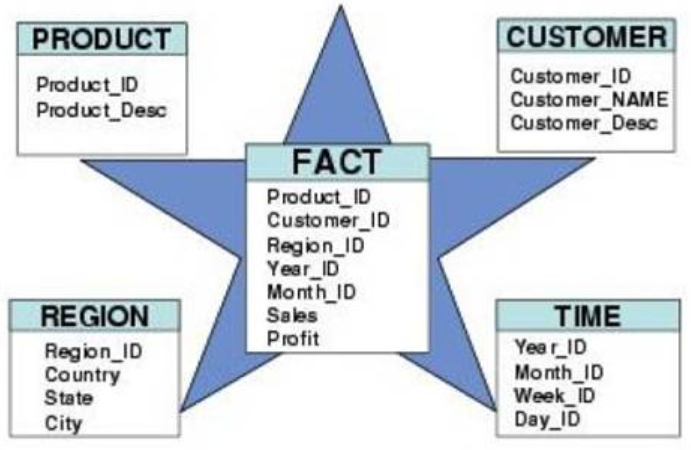 PRODUCT
Product_ID
Product_Desc
CUSTOMER
Customer_ID
Customer_NAME
Customer_Desc
FACT
Product_ID
Customer_ID
Region_ID
Year_ID
Month_ID
Sales
Profit
REGION
Region_ID
Country
State
City
TIME
Year_ID
Month_ID
Week_ID
Day_ID